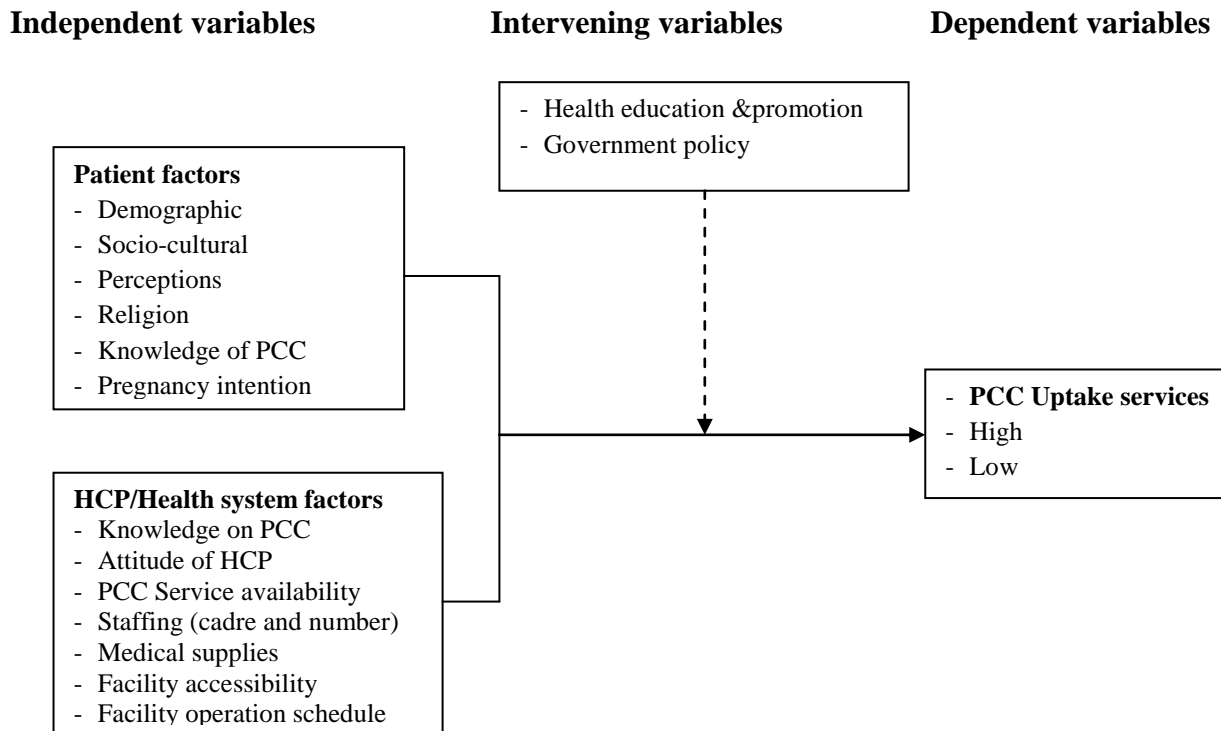 Independent variables
Intervening variables
Dependent variables
- Health education &promotion
- Government policy
Patient factors
- Demographic
- Socio-cultural
- Perceptions
- Religion
- Knowledge of PCC
- Pregnancy intention
- PCC Uptake services
- High
- Low
HCP/Health system factors
- Knowledge on PCC
- Attitude of HCP
- PCC Service availability
- Staffing (cadre and number)
- Medical supplies
- Facility accessibility
- Facility operation schedule